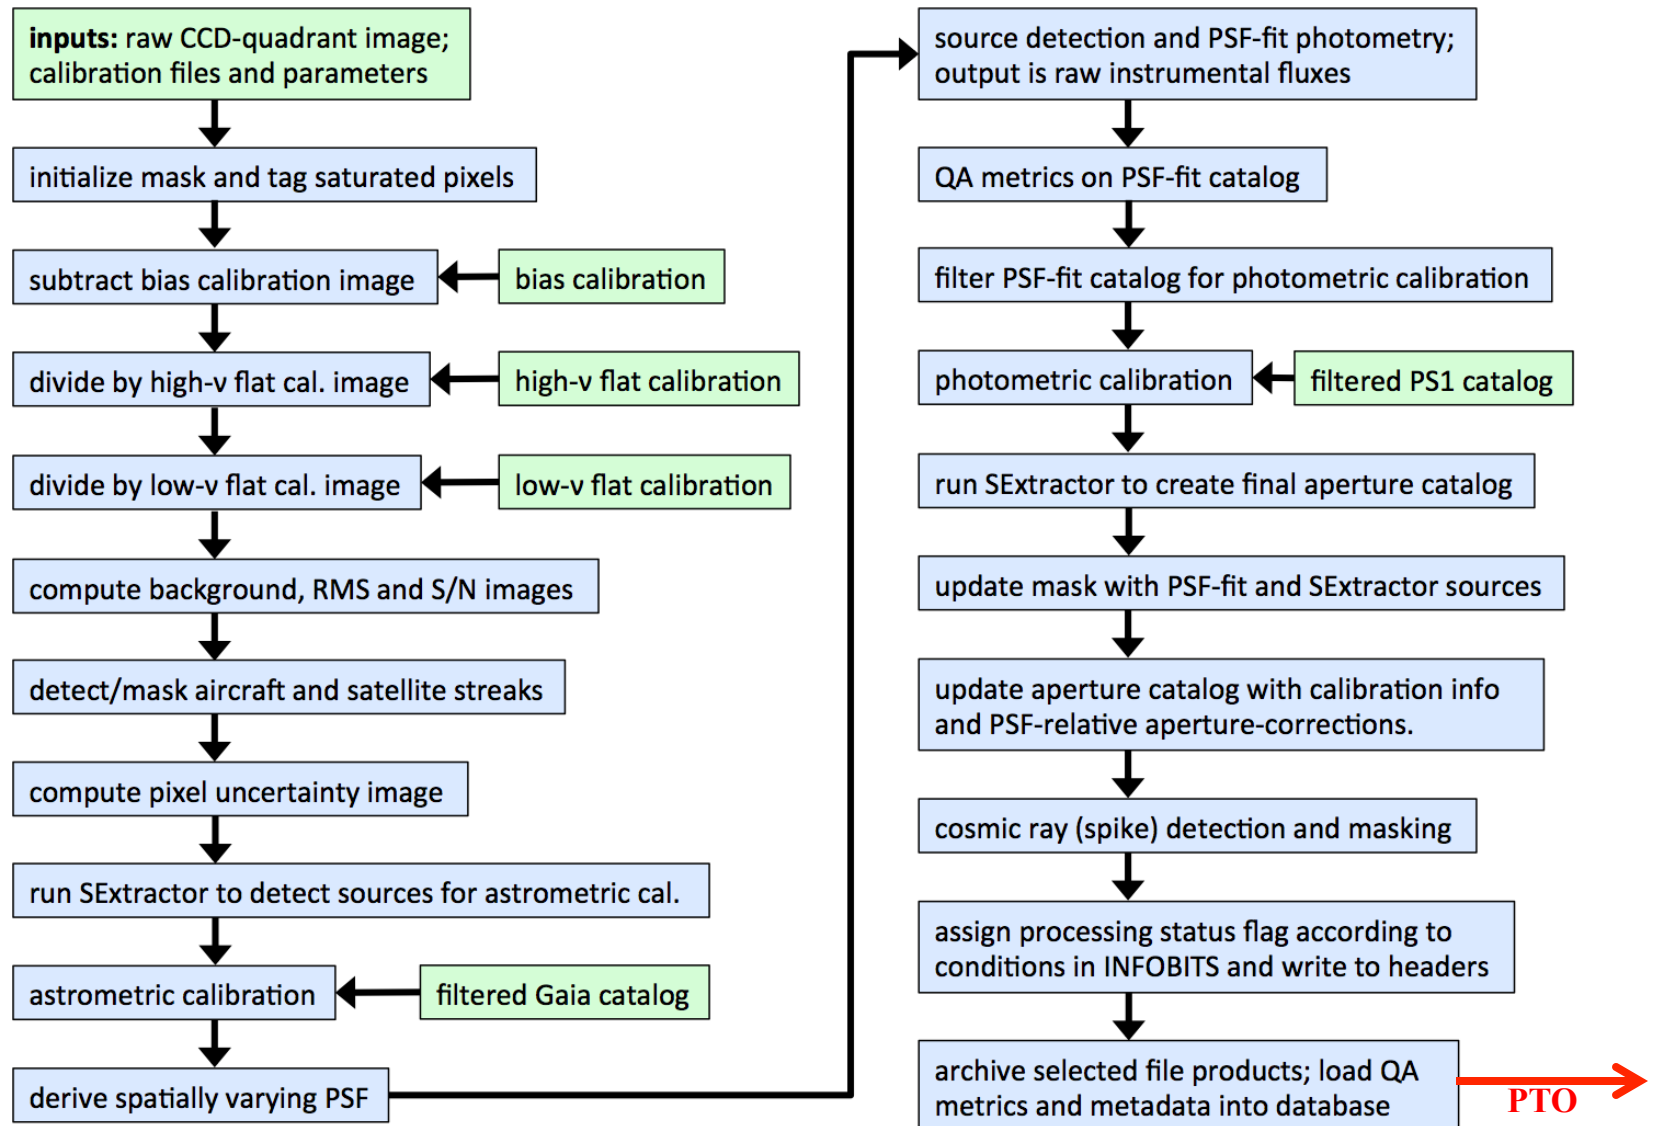 inputs: raw CCD-quadrant image;
calibration files and parameters
initialize mask and tag saturated pixels
subtract bias calibration image
bias calibration
divide by high-ν flat cal. image
high-ν flat calibration
divide by low-ν flat cal. image
low-ν flat calibration
compute background, RMS and S/N images
detect/mask aircraft and satellite streaks
compute pixel uncertainty image
run SExtractor to detect sources for astrometric cal.
astrometric calibration
filtered Gaia catalog
derive spatially varying PSF
source detection and PSF-fit photometry;
output is raw instrumental fluxes
QA metrics on PSF-fit catalog
filter PSF-fit catalog for photometric calibration
photometric calibration
filtered PS1 catalog
run SExtractor to create final aperture catalog
update mask with PSF-fit and SExtractor sources
update aperture catalog with calibration info
and PSF-relative aperture-corrections.
cosmic ray (spike) detection and masking
assign processing status flag according to
conditions in INFOBITS and write to headers
archive selected file products; load QA
metrics and metadata into database
PTO